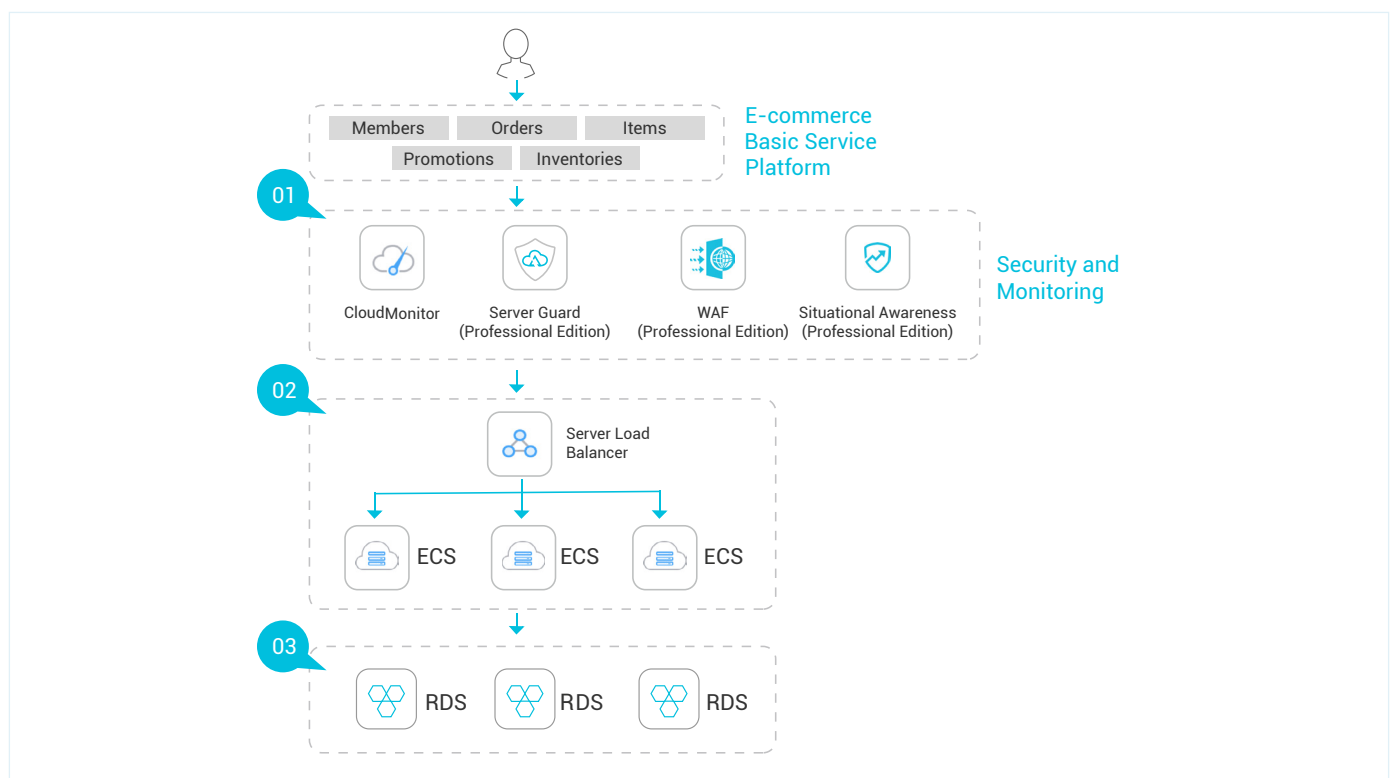 Members
Orders
Items
Promotions
Inventories
E-commerce
Basic Service
Platform
01
CloudMonitor
Server Guard
(Professional Edition)
WAF
(Professional Edition)
Situational Awareness
(Professional Edition)
Security and
Monitoring
02
Server Load
Balancer
ECS
ECS
ECS
03
RDS
RDS
RDS